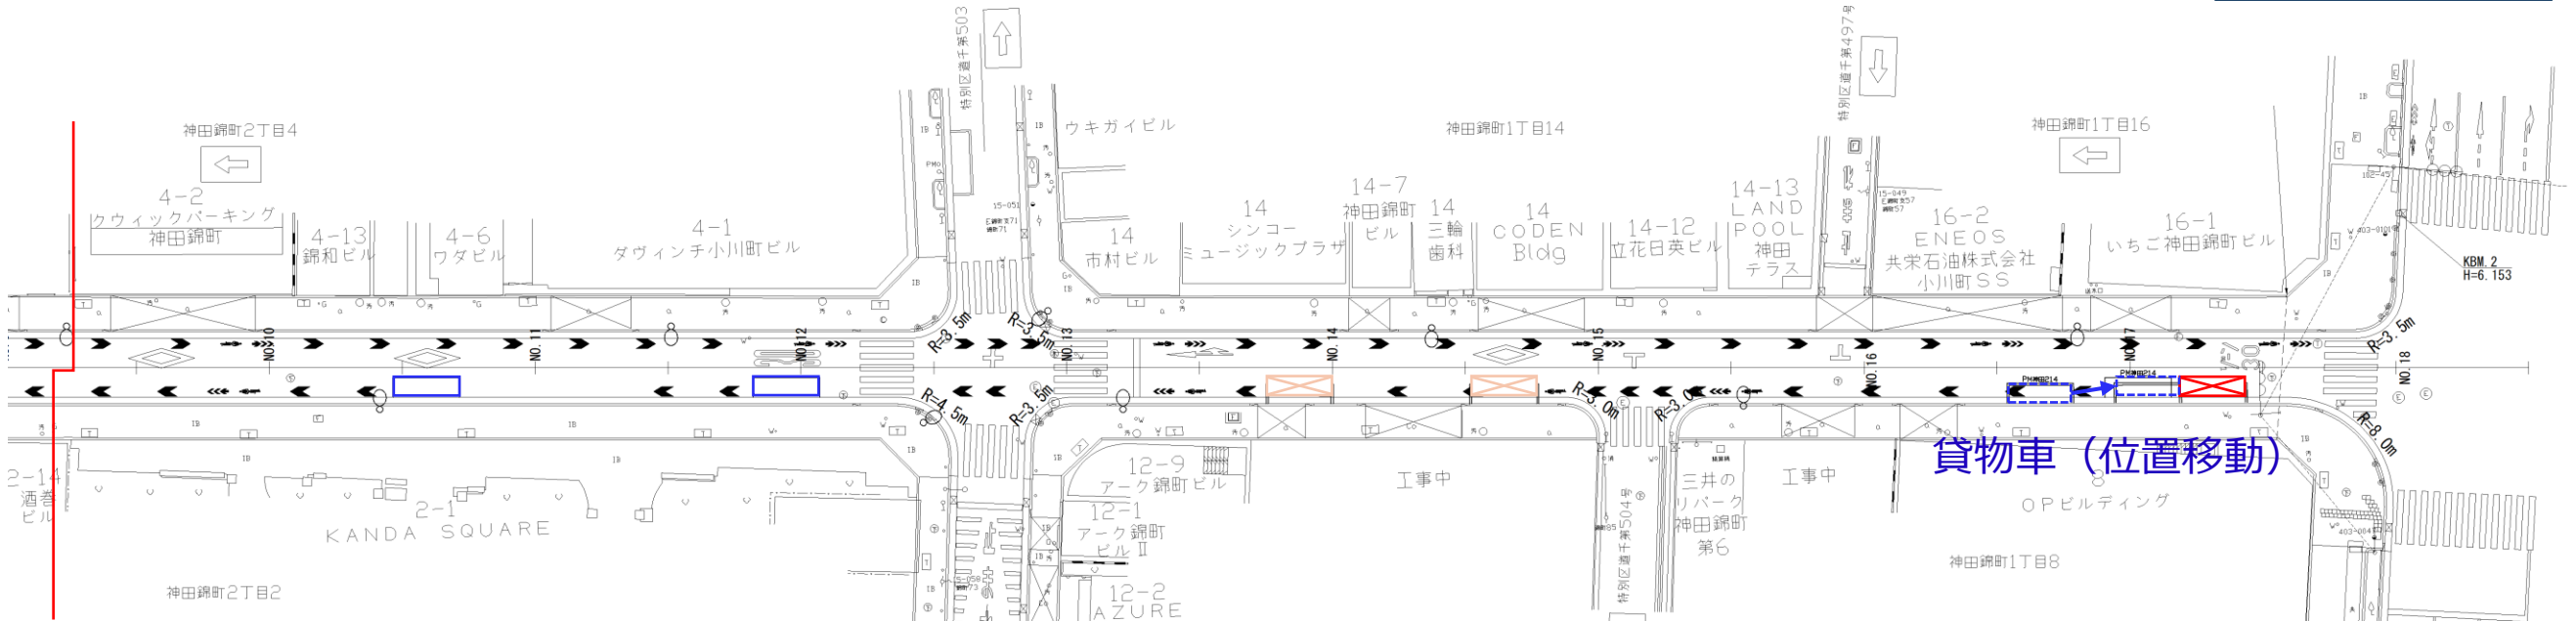 特別区道千第503
特別区道千第497号
神田錦町2丁目4
ウキガイビル
神田錦町1丁目14
神田錦町1丁目16
4-2
クウィックパーキング
神田錦町
4-13
錦和ビル
4-6
ワダビル
4-1
ダヴィンチ小川町ビル
15-051
14
市村ビル
14
シンコー
ミュージックプラザ
14-7
神田錦町
ビル
14
三輪
歯科
14
CODEN
Bldg
14-12
立花日英ビル
14-13
LAND
POOL
神田
テラス
15-049
16-2
ENEOS
共栄石油株式会社
小川町SS
16-1
いちご神田錦町ビル
403-0101
KBM.2
H=6.153
R=3.5m
R=3.5m
R=3.5m
NO.10
NO.11
NO.12
NO.13
NO.14
NO.15
NO.16
NO.17
NO.18
R=4.5m
R=3.5m
R=3.0m
R=3.0m
R=8.0m
貨物車（位置移動）
2-14
酒巻
ビル
2-1
KANDA SQUARE
神田錦町2丁目2
12-9
アーク錦町ビル
12-1
アーク錦町
ビルⅡ
12-2
AZURE
工事中
特別区道千第504号
三井の
リパーク
神田錦町
第6
工事中
8
OPビルディング
神田錦町1丁目8
15-058
403-064